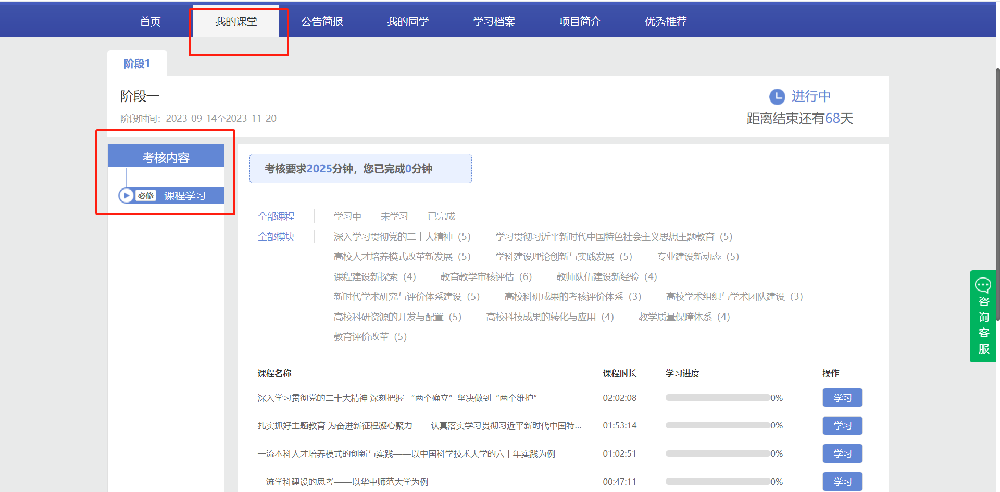 首页 我的课堂 公告简报 我的同学 学习档案 项目简介 优秀推荐
阶段1
阶段一
阶段时间：2023-09-14至2023-11-20
进行中
距离结束还有68天
考核内容
必修 课程学习
考核要求2025分钟，您已完成0分钟
全部课程 学习中 未学习 已完成
全部模块 深入学习贯彻党的二十大精神（5） 学习贯彻习近平新时代中国特色社会主义思想主题教育（5）
高校人才培养模式改革新发展（5） 学科建设理论创新与实践发展（5） 专业建设新动态（5）
课程建设新探索（4） 教育教学审核评估（6） 教师队伍建设新经验（4）
新时代学术研究与评价体系建设（5） 高校科研成果的考核评价体系（3） 高校学术组织与学术团队建设（3）
高校科研资源的开发与配置（5） 高校科技成果的转化与应用（4） 教学质量保障体系（4）
教育评价改革（5）
课程名称 课程时长 学习进度 操作
深入学习贯彻党的二十大精神 深刻把握 “两个确立”坚决做到“两个维护” 02:02:08 0% 学习
扎实抓好主题教育 为奋进新征程凝心聚力——认真落实学习贯彻习近平新时代中国特... 01:53:14 0% 学习
一流本科人才培养模式的创新与实践——以中国科学技术大学的六十年实践为例 01:02:51 0% 学习
一流学科建设的思考——以华中师范大学为例 00:47:11 0% 学习
咨
询
客
服